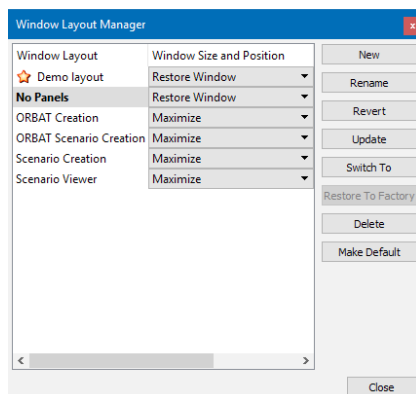 Window Layout Manager
x
Window Layout Window Size and Position
Demo layout Restore Window
No Panels Restore Window
ORBAT Creation Maximize
ORBAT Scenario Creation Maximize
Scenario Creation Maximize
Scenario Viewer Maximize
New
Rename
Revert
Update
Switch To
Restore To Factory
Delete
Make Default
Close